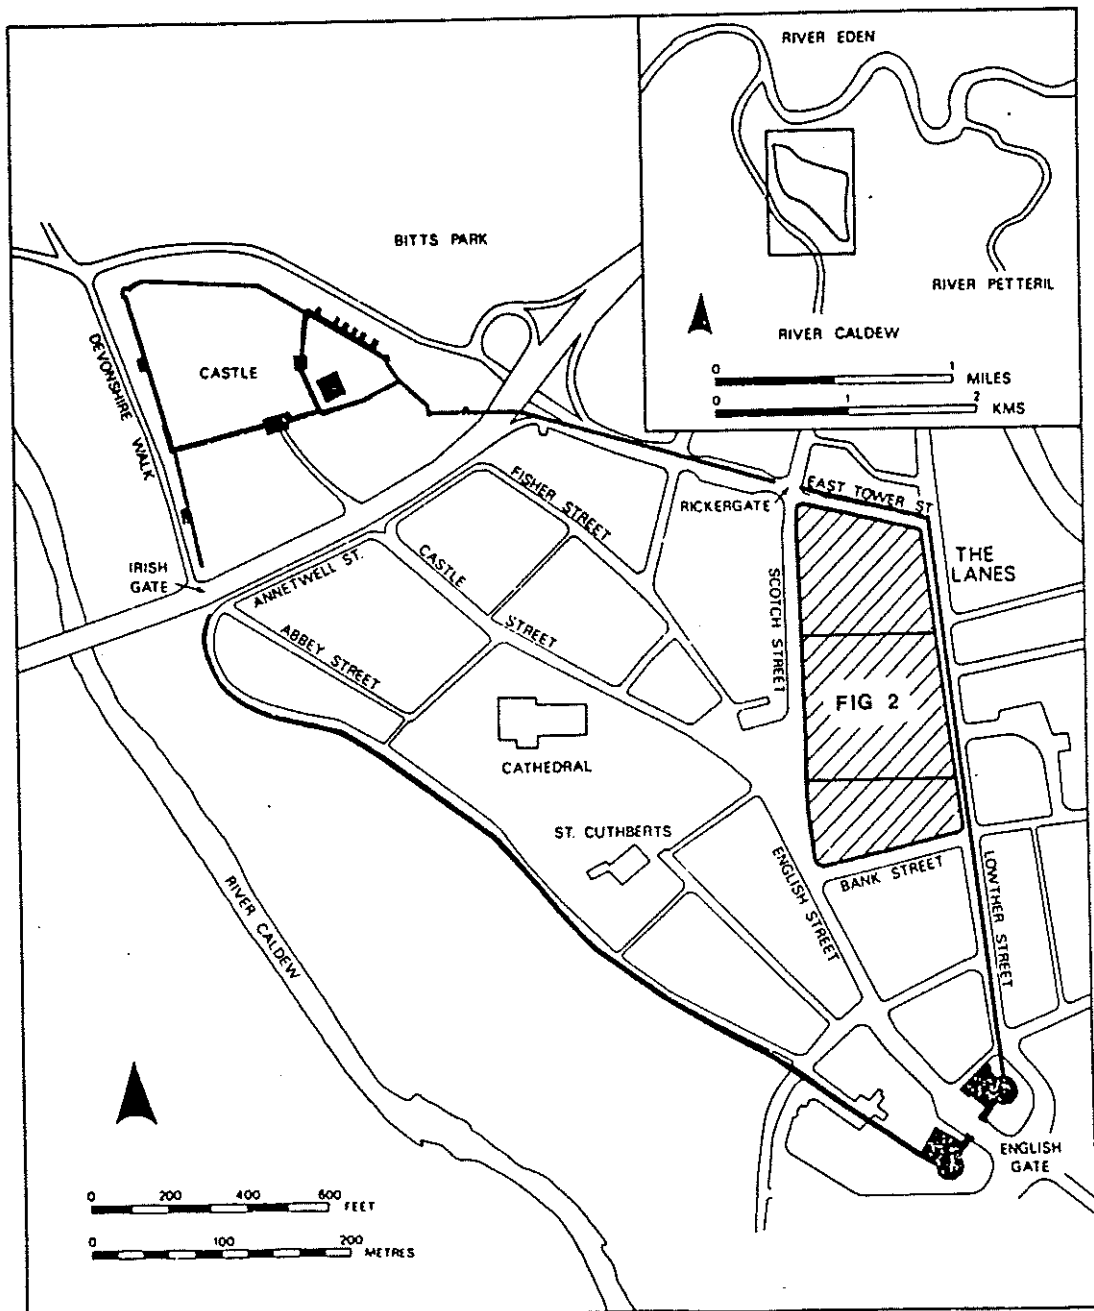 RIVER EDEN
RIVER PETTERIL
RIVER CALDEW
0 1
MILES
0 1 2
KMS
BITTS PARK
DEVONSHIRE WALK
CASTLE
FISHER STREET
RICKERGATE
EAST TOWER ST
THE
LANES
IRISH
GATE
ANNETWELL ST.
CASTLE STREET
SCOTCH STREET
ABBEY STREET
FIG 2
CATHEDRAL
ST. CUTHBERTS
ENGLISH STREET
BANK STREET
LOWTHER STREET
RIVER CALDEW
ENGLISH
GATE
0 200 400 600
FEET
0 100 200
METRES